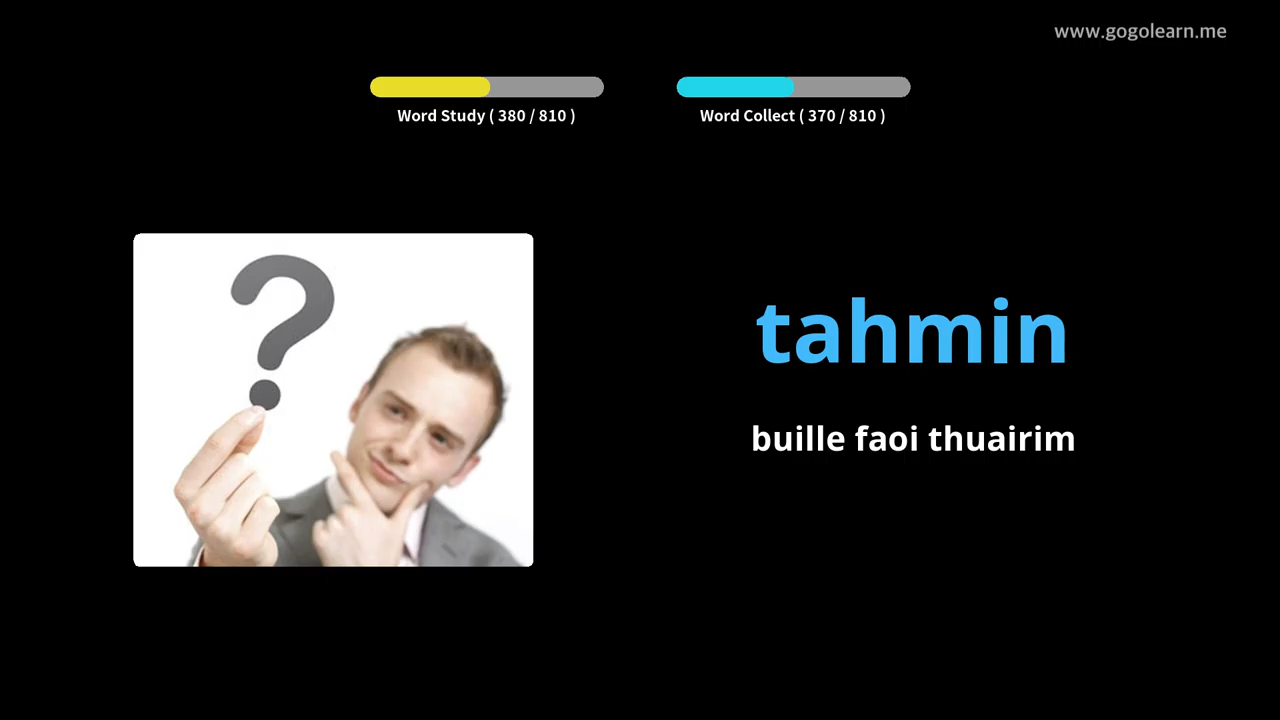 www.gogolearn.me
Word Study ( 380 / 810 )
Word Collect ( 370 / 810 )
tahmin
buille faoi thuairim